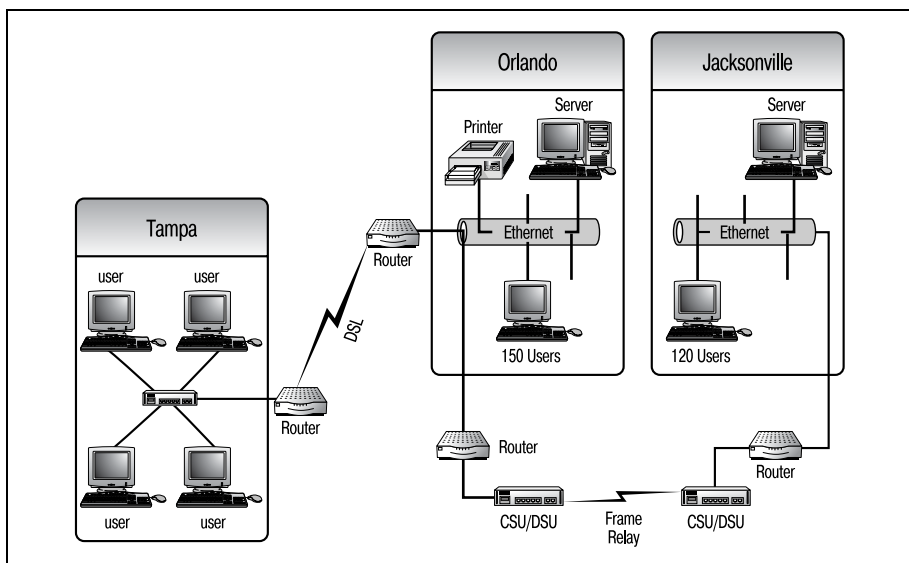 Orlando
Jacksonville
Server
Server
Printer
Tampa
Ethernet
Ethernet
Router
user
user
DSL
150 Users
120 Users
Router
Router
Router
user
user
CSU/DSU
Frame
Relay
CSU/DSU